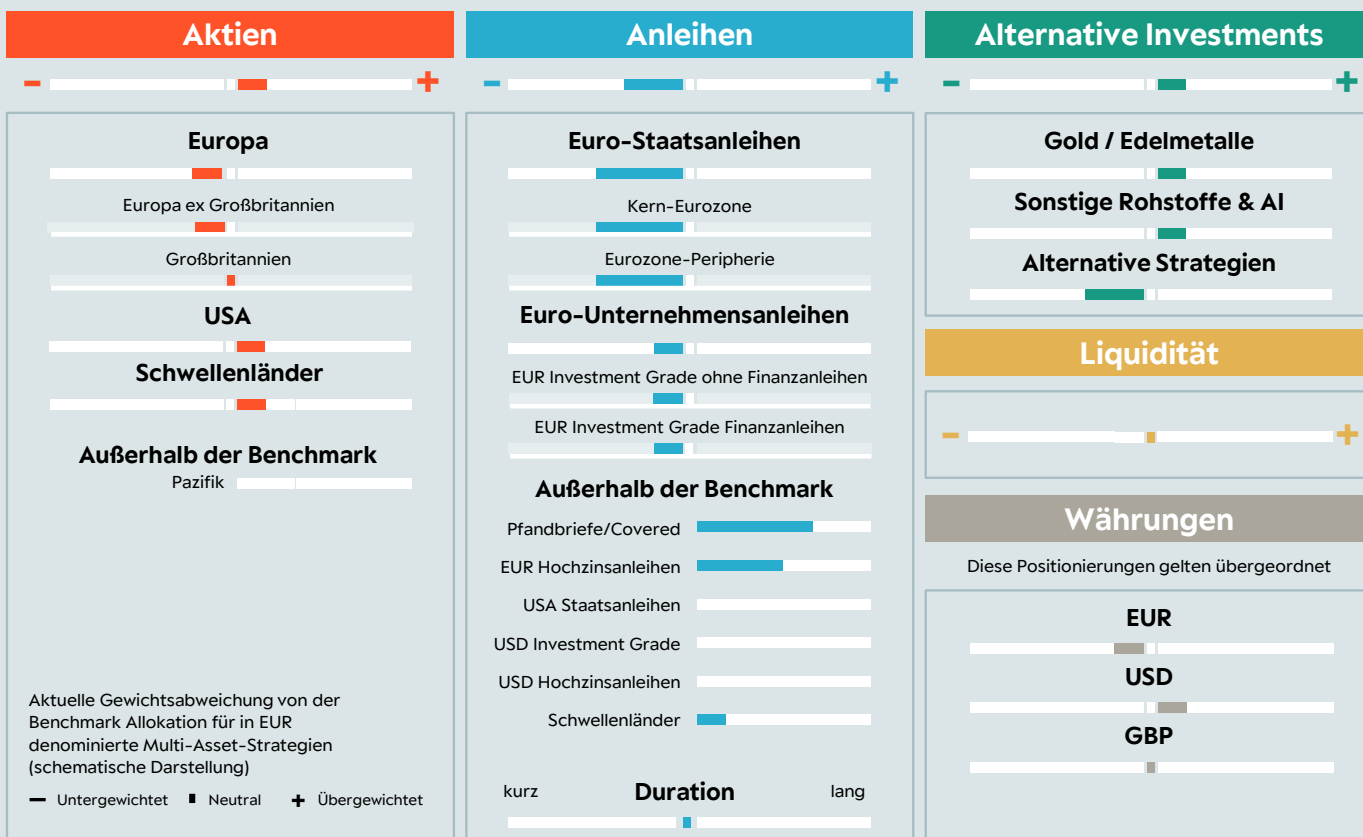 Aktien
− +
Europa
Europa ex Großbritannien
Großbritannien
USA
Schwellenländer
Außerhalb der Benchmark
Pazifik
Aktuelle Gewichtsabweichung von der
Benchmark Allokation für in EUR
denominierte Multi-Asset-Strategien
(schematische Darstellung)
− Untergewichtet ▮ Neutral + Übergewichtet
Anleihen
− +
Euro-Staatsanleihen
Kern-Eurozone
Eurozone-Peripherie
Euro-Unternehmensanleihen
EUR Investment Grade ohne Finanzanleihen
EUR Investment Grade Finanzanleihen
Außerhalb der Benchmark
Pfandbriefe/Covered
EUR Hochzinsanleihen
USA Staatsanleihen
USD Investment Grade
USD Hochzinsanleihen
Schwellenländer
kurz Duration lang
Alternative Investments
− +
Gold / Edelmetalle
Sonstige Rohstoffe & AI
Alternative Strategien
Liquidität
− +
Währungen
Diese Positionierungen gelten übergeordnet
EUR
USD
GBP